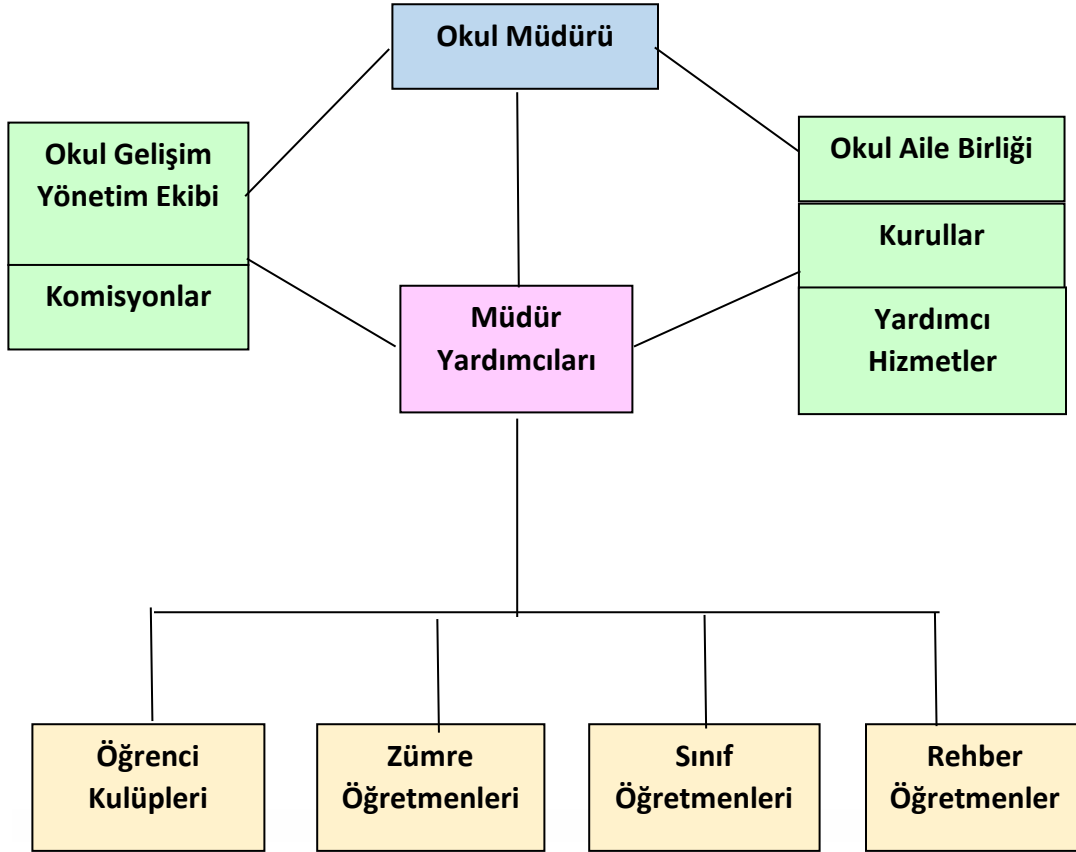 Okul Müdürü
Okul Gelişim
Yönetim Ekibi
Komisyonlar
Okul Aile Birliği
Kurullar
Yardımcı
Hizmetler
Müdür
Yardımcıları
Öğrenci
Kulüpleri
Zümre
Öğretmenleri
Sınıf
Öğretmenleri
Rehber
Öğretmenler